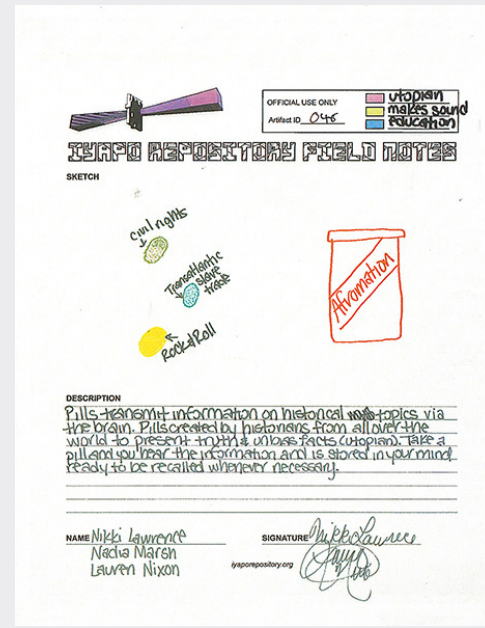 OFFICIAL USE ONLY
Artifact ID 046
utopian
makes sound
education
IYAPO REPOSITORY FIELD NOTES
SKETCH
civil rights
Transatlantic
slave
trade
Rock & Roll
Afromation
DESCRIPTION
Pills transmit information on historical topics via
the brain. Pills created by historians from all over the
world to present truth & unbias facts (utopian). Take a
pill and you hear the information and is stored in your mind
ready to be recalled whenever necessary.
NAME Nikki Lawrence
Nadia Marsh
Lauren Nixon
SIGNATURE Nikki Lawrence
iyaporepository.org